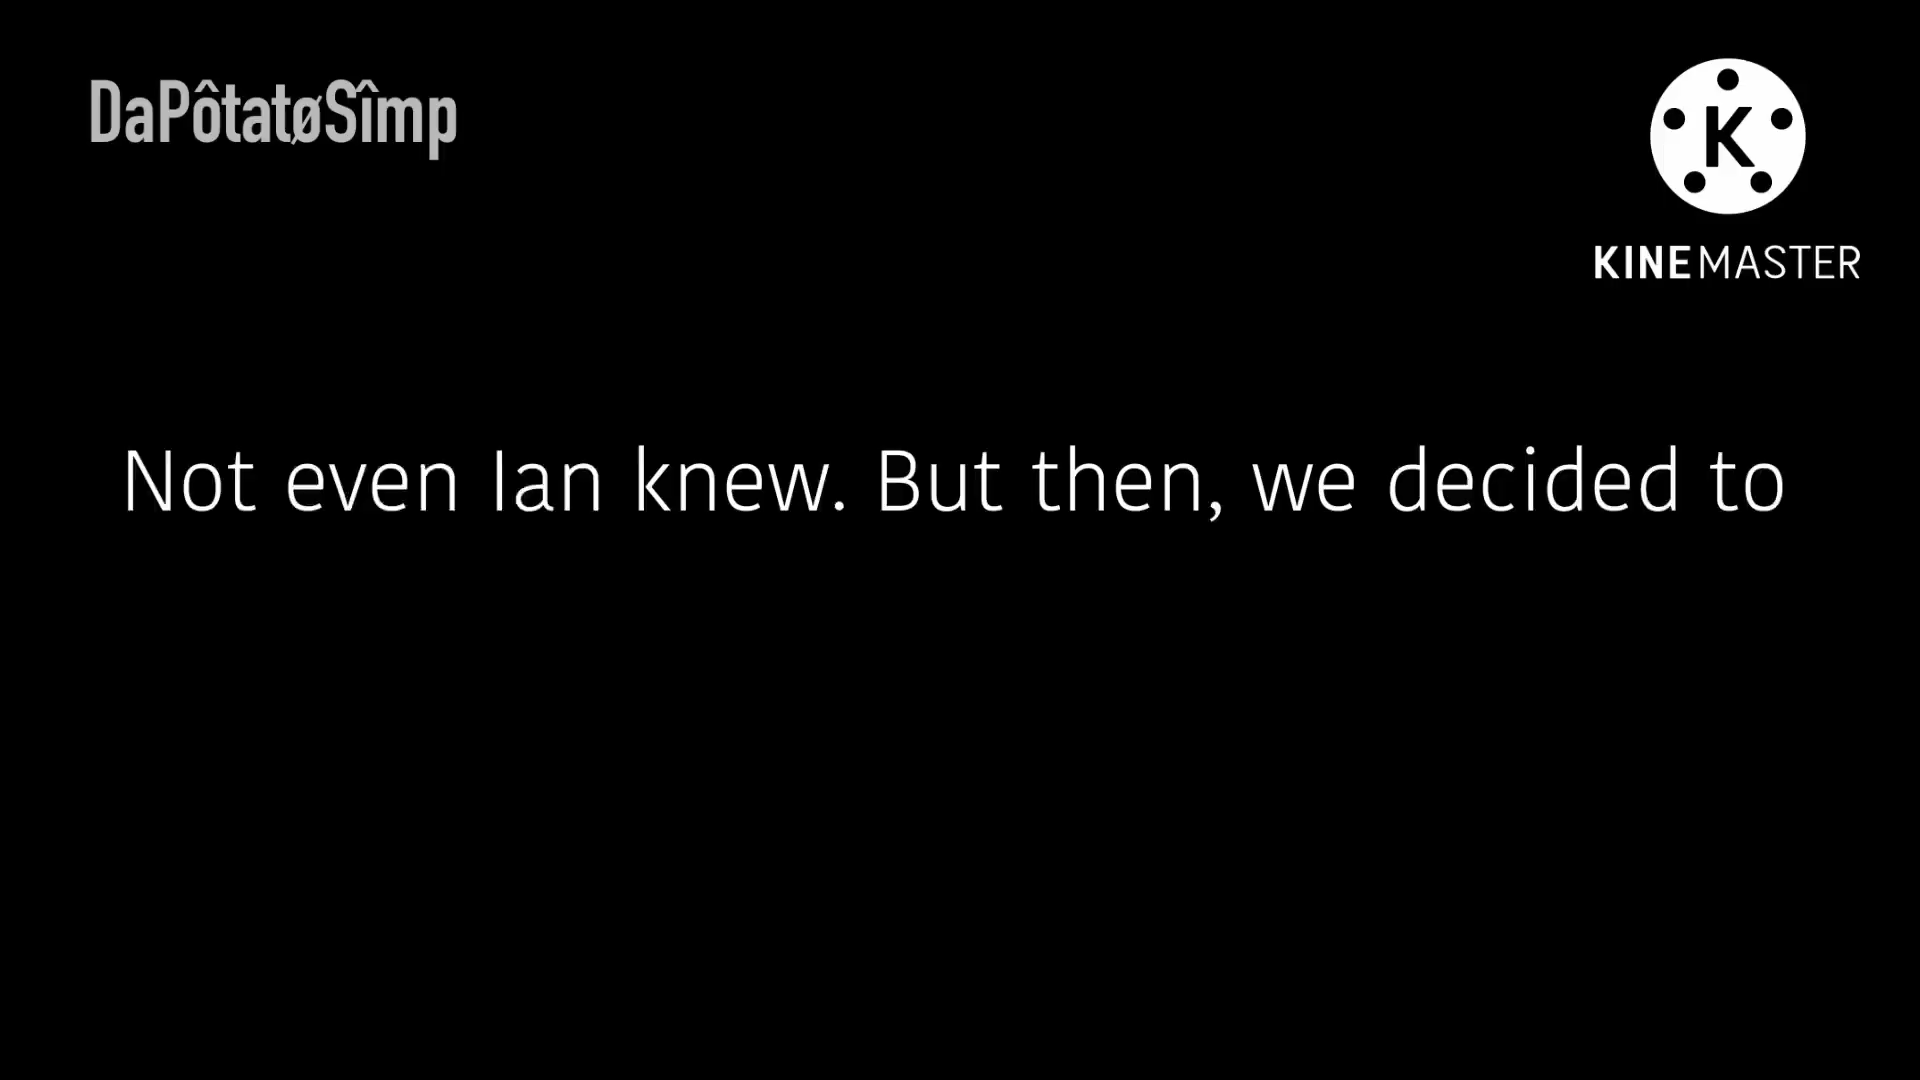 DaPôtatøSîmp
K
KINEMASTER
Not even Ian knew. But then, we decided to